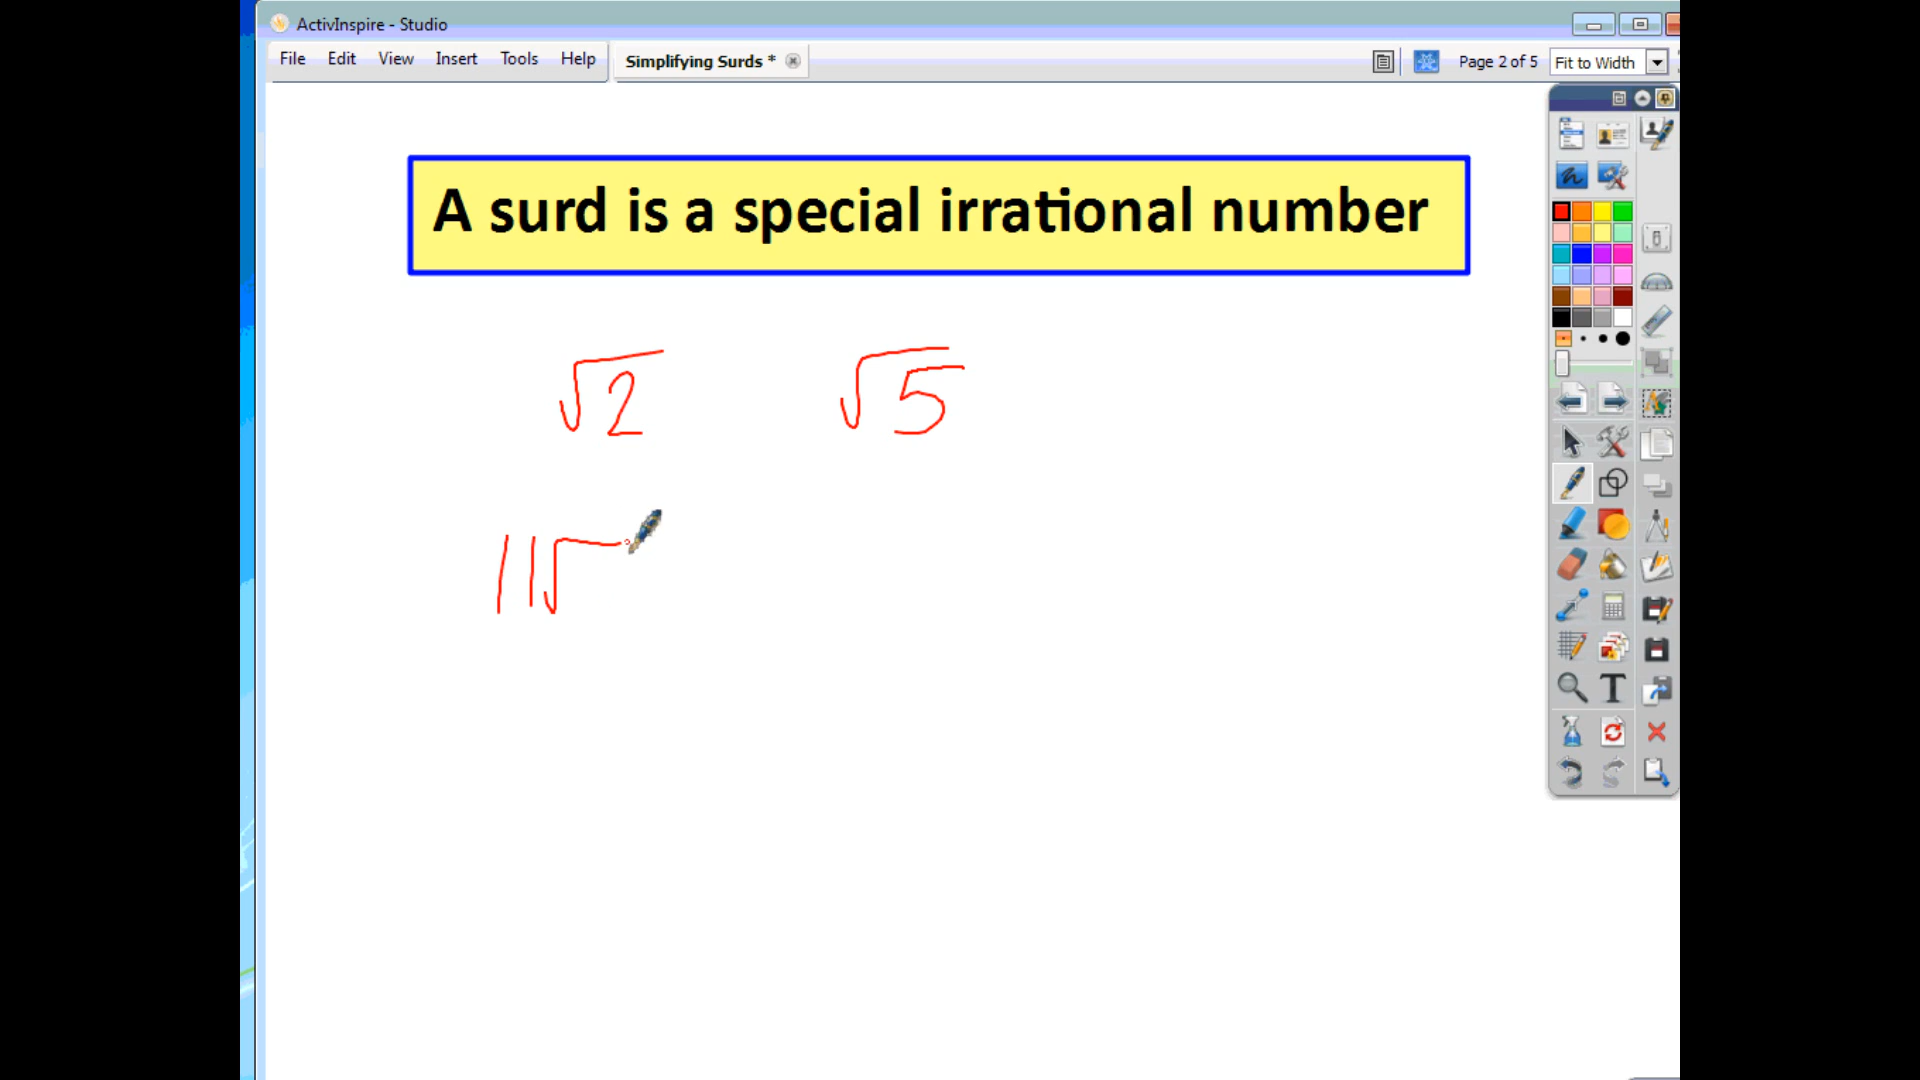 ActivInspire - Studio
File Edit View Insert Tools Help Simplifying Surds * Page 2 of 5 Fit to Width
A surd is a special irrational number
√2 √5
11√